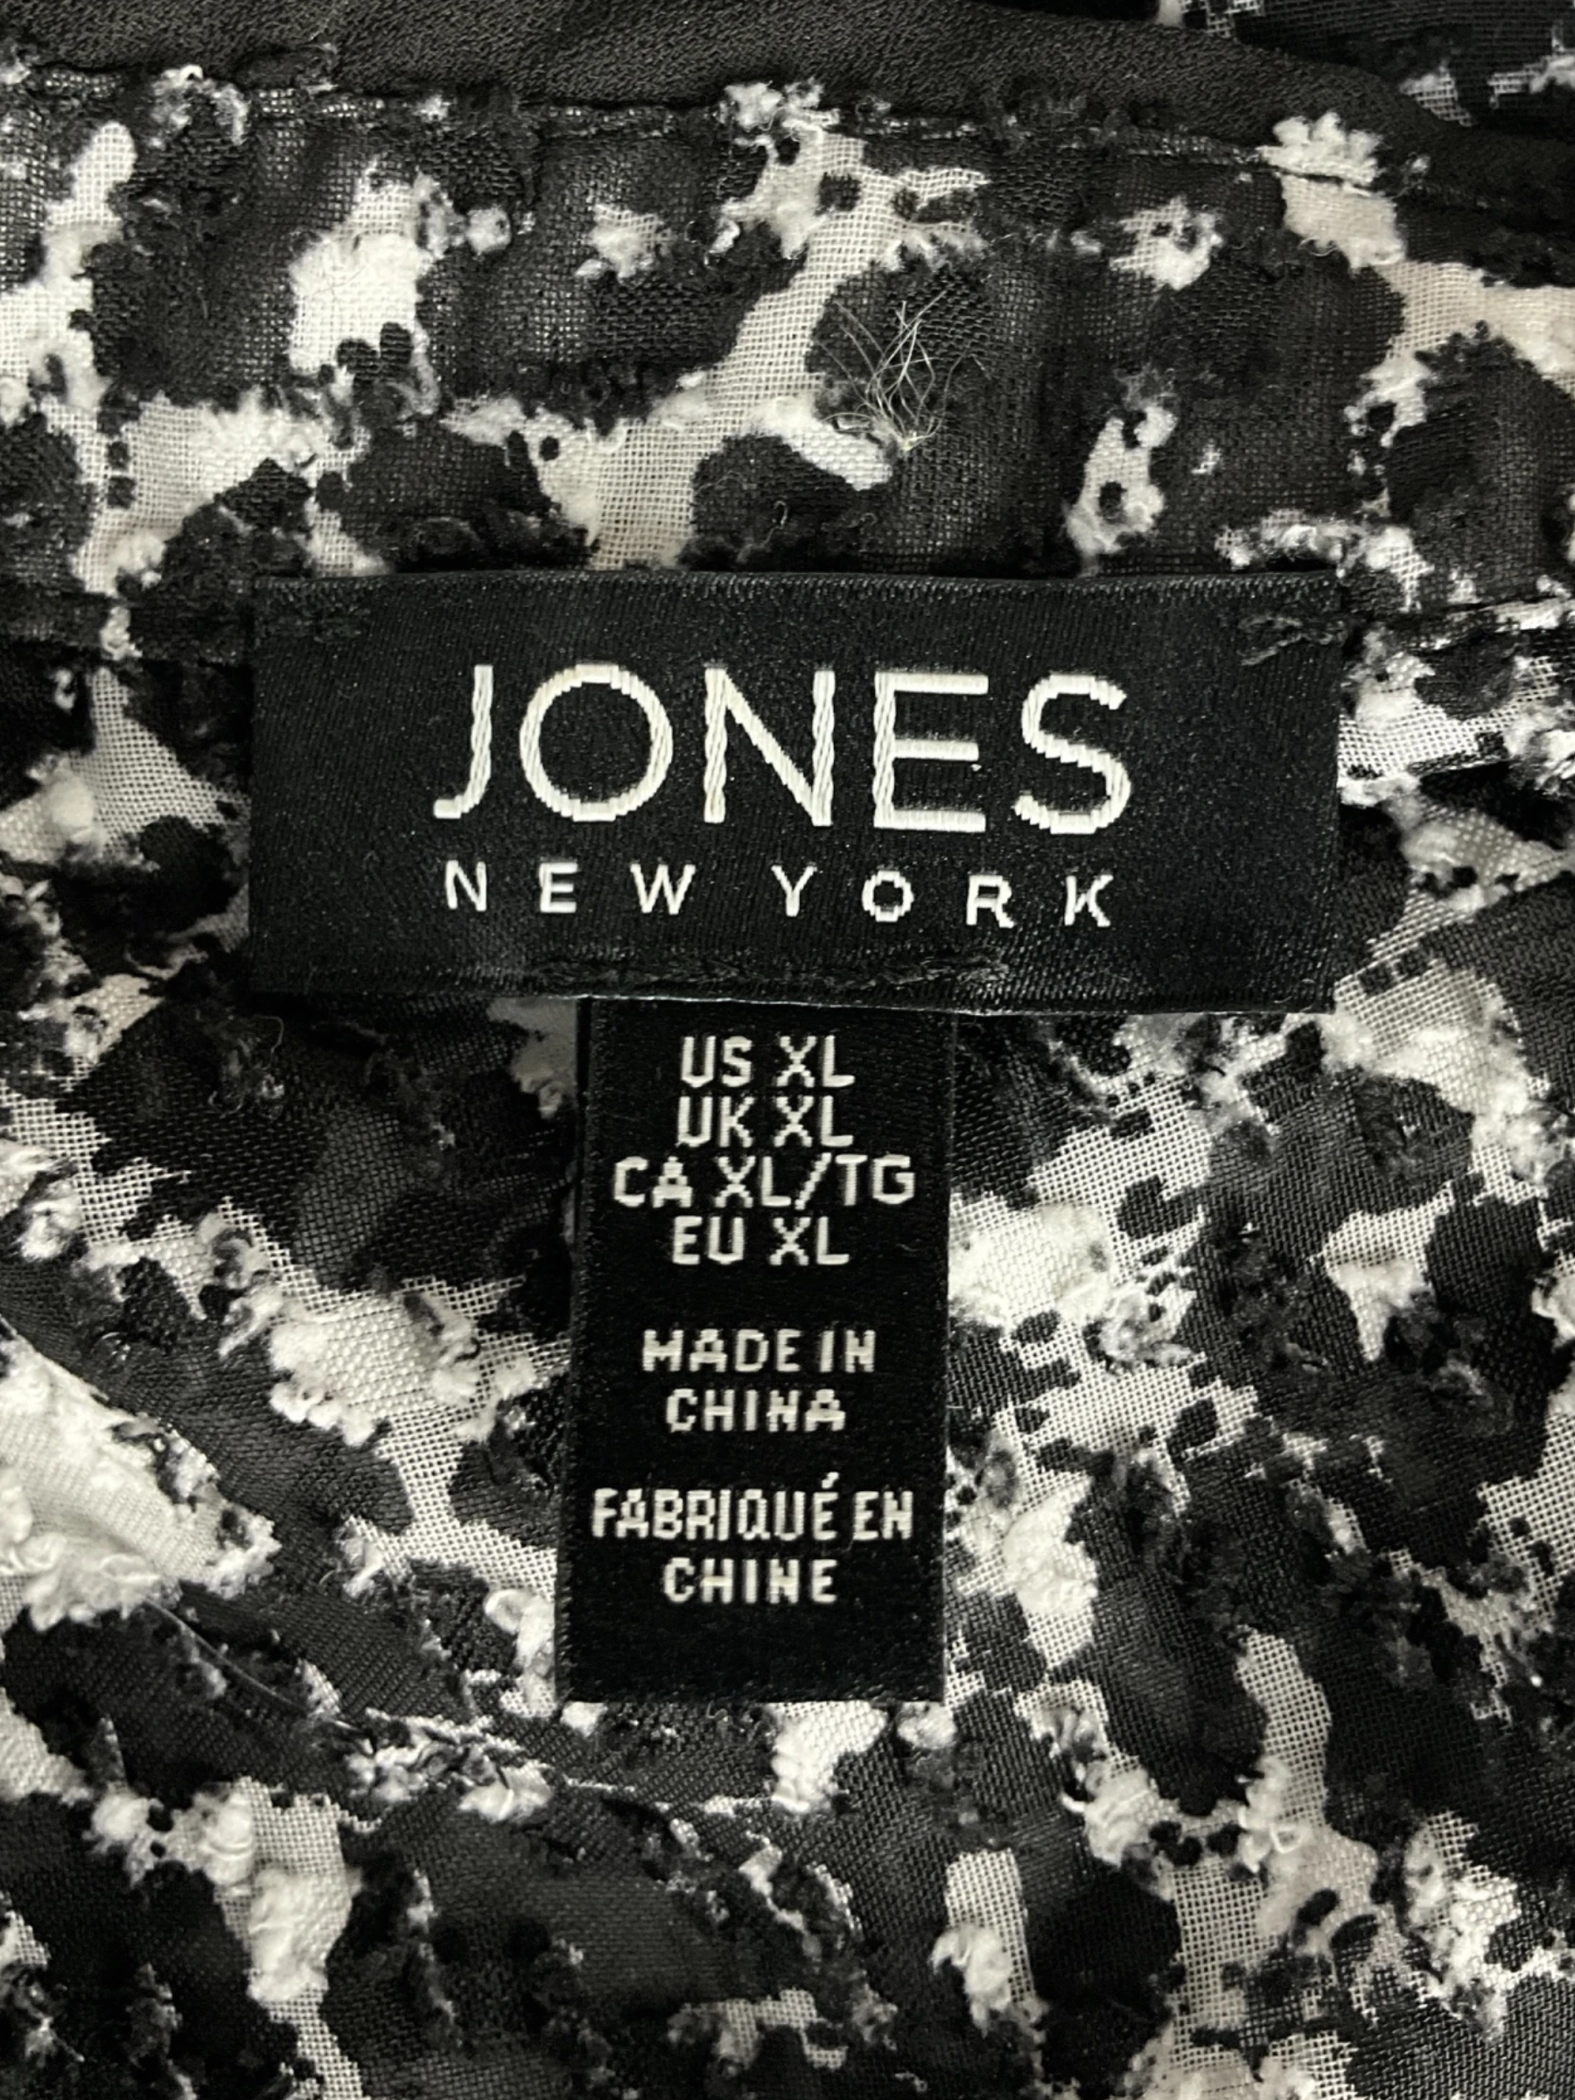 JONES
NEW YORK
US XL
UK XL
CA XL/TG
EU XL
MADE IN
CHINA
FABRIQUÉ EN
CHINE